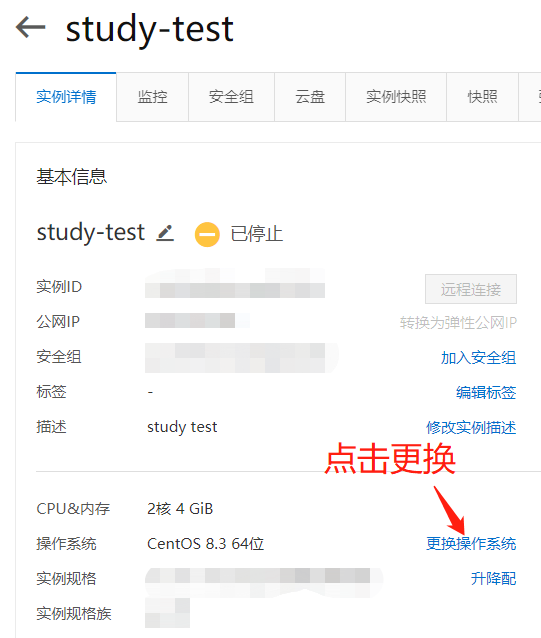 study-test
实例详情 监控 安全组 云盘 实例快照 快照
基本信息
study-test 已停止
实例ID 远程连接
公网IP 转换为弹性公网IP
安全组 加入安全组
标签 - 编辑标签
描述 study test 修改实例描述
点击更换
CPU&内存 2核 4 GiB
操作系统 CentOS 8.3 64位 更换操作系统
实例规格 升降配
实例规格族